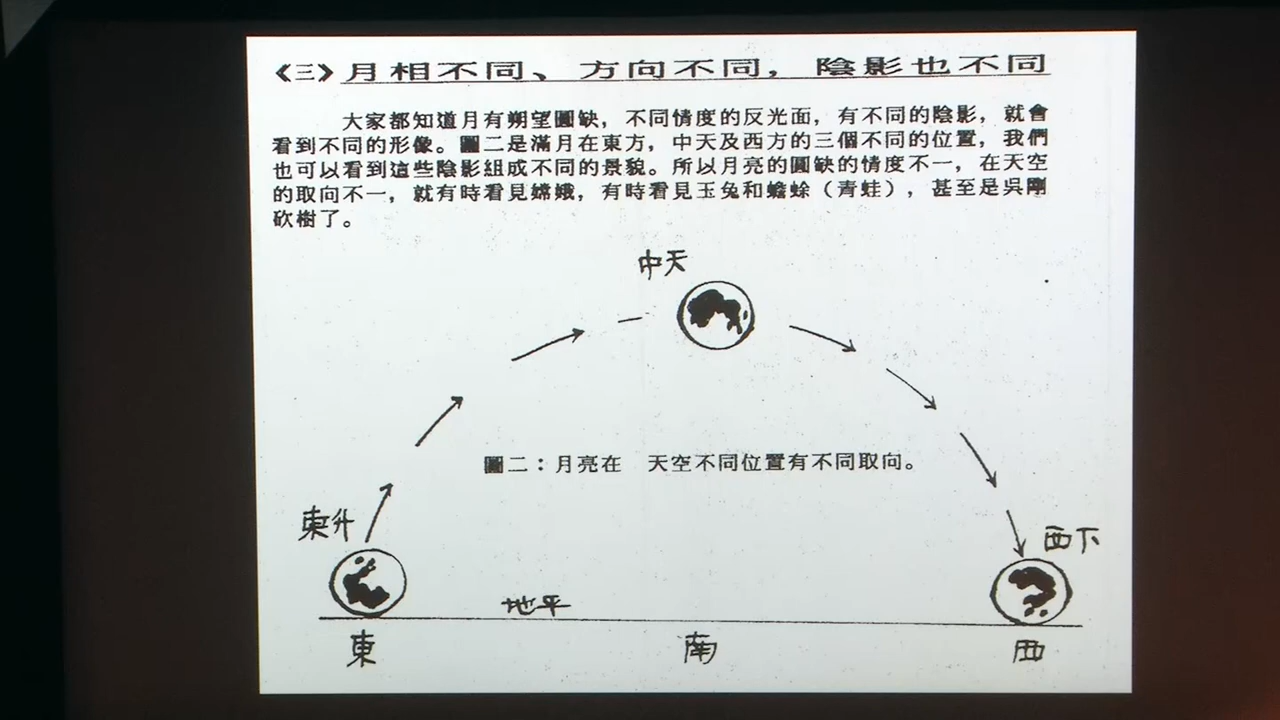 《三》月相不同、方向不同，陰影也不同
大家都知道月有朔望圓缺，不同情度的反光面，有不同的陰影，就會
看到不同的形像。圖二是滿月在東方，中天及西方的三個不同的位置，我們
也可以看到這些陰影組成不同的景貌。所以月亮的圓缺的情度不一，在天空
的取向不一，就有時看見嫦娥，有時看見玉兔和蟾蜍（青蛙），甚至是吳剛
砍樹了。
中天
圖二：月亮在　天空不同位置有不同取向。
東升
西下
地平
東
南
西